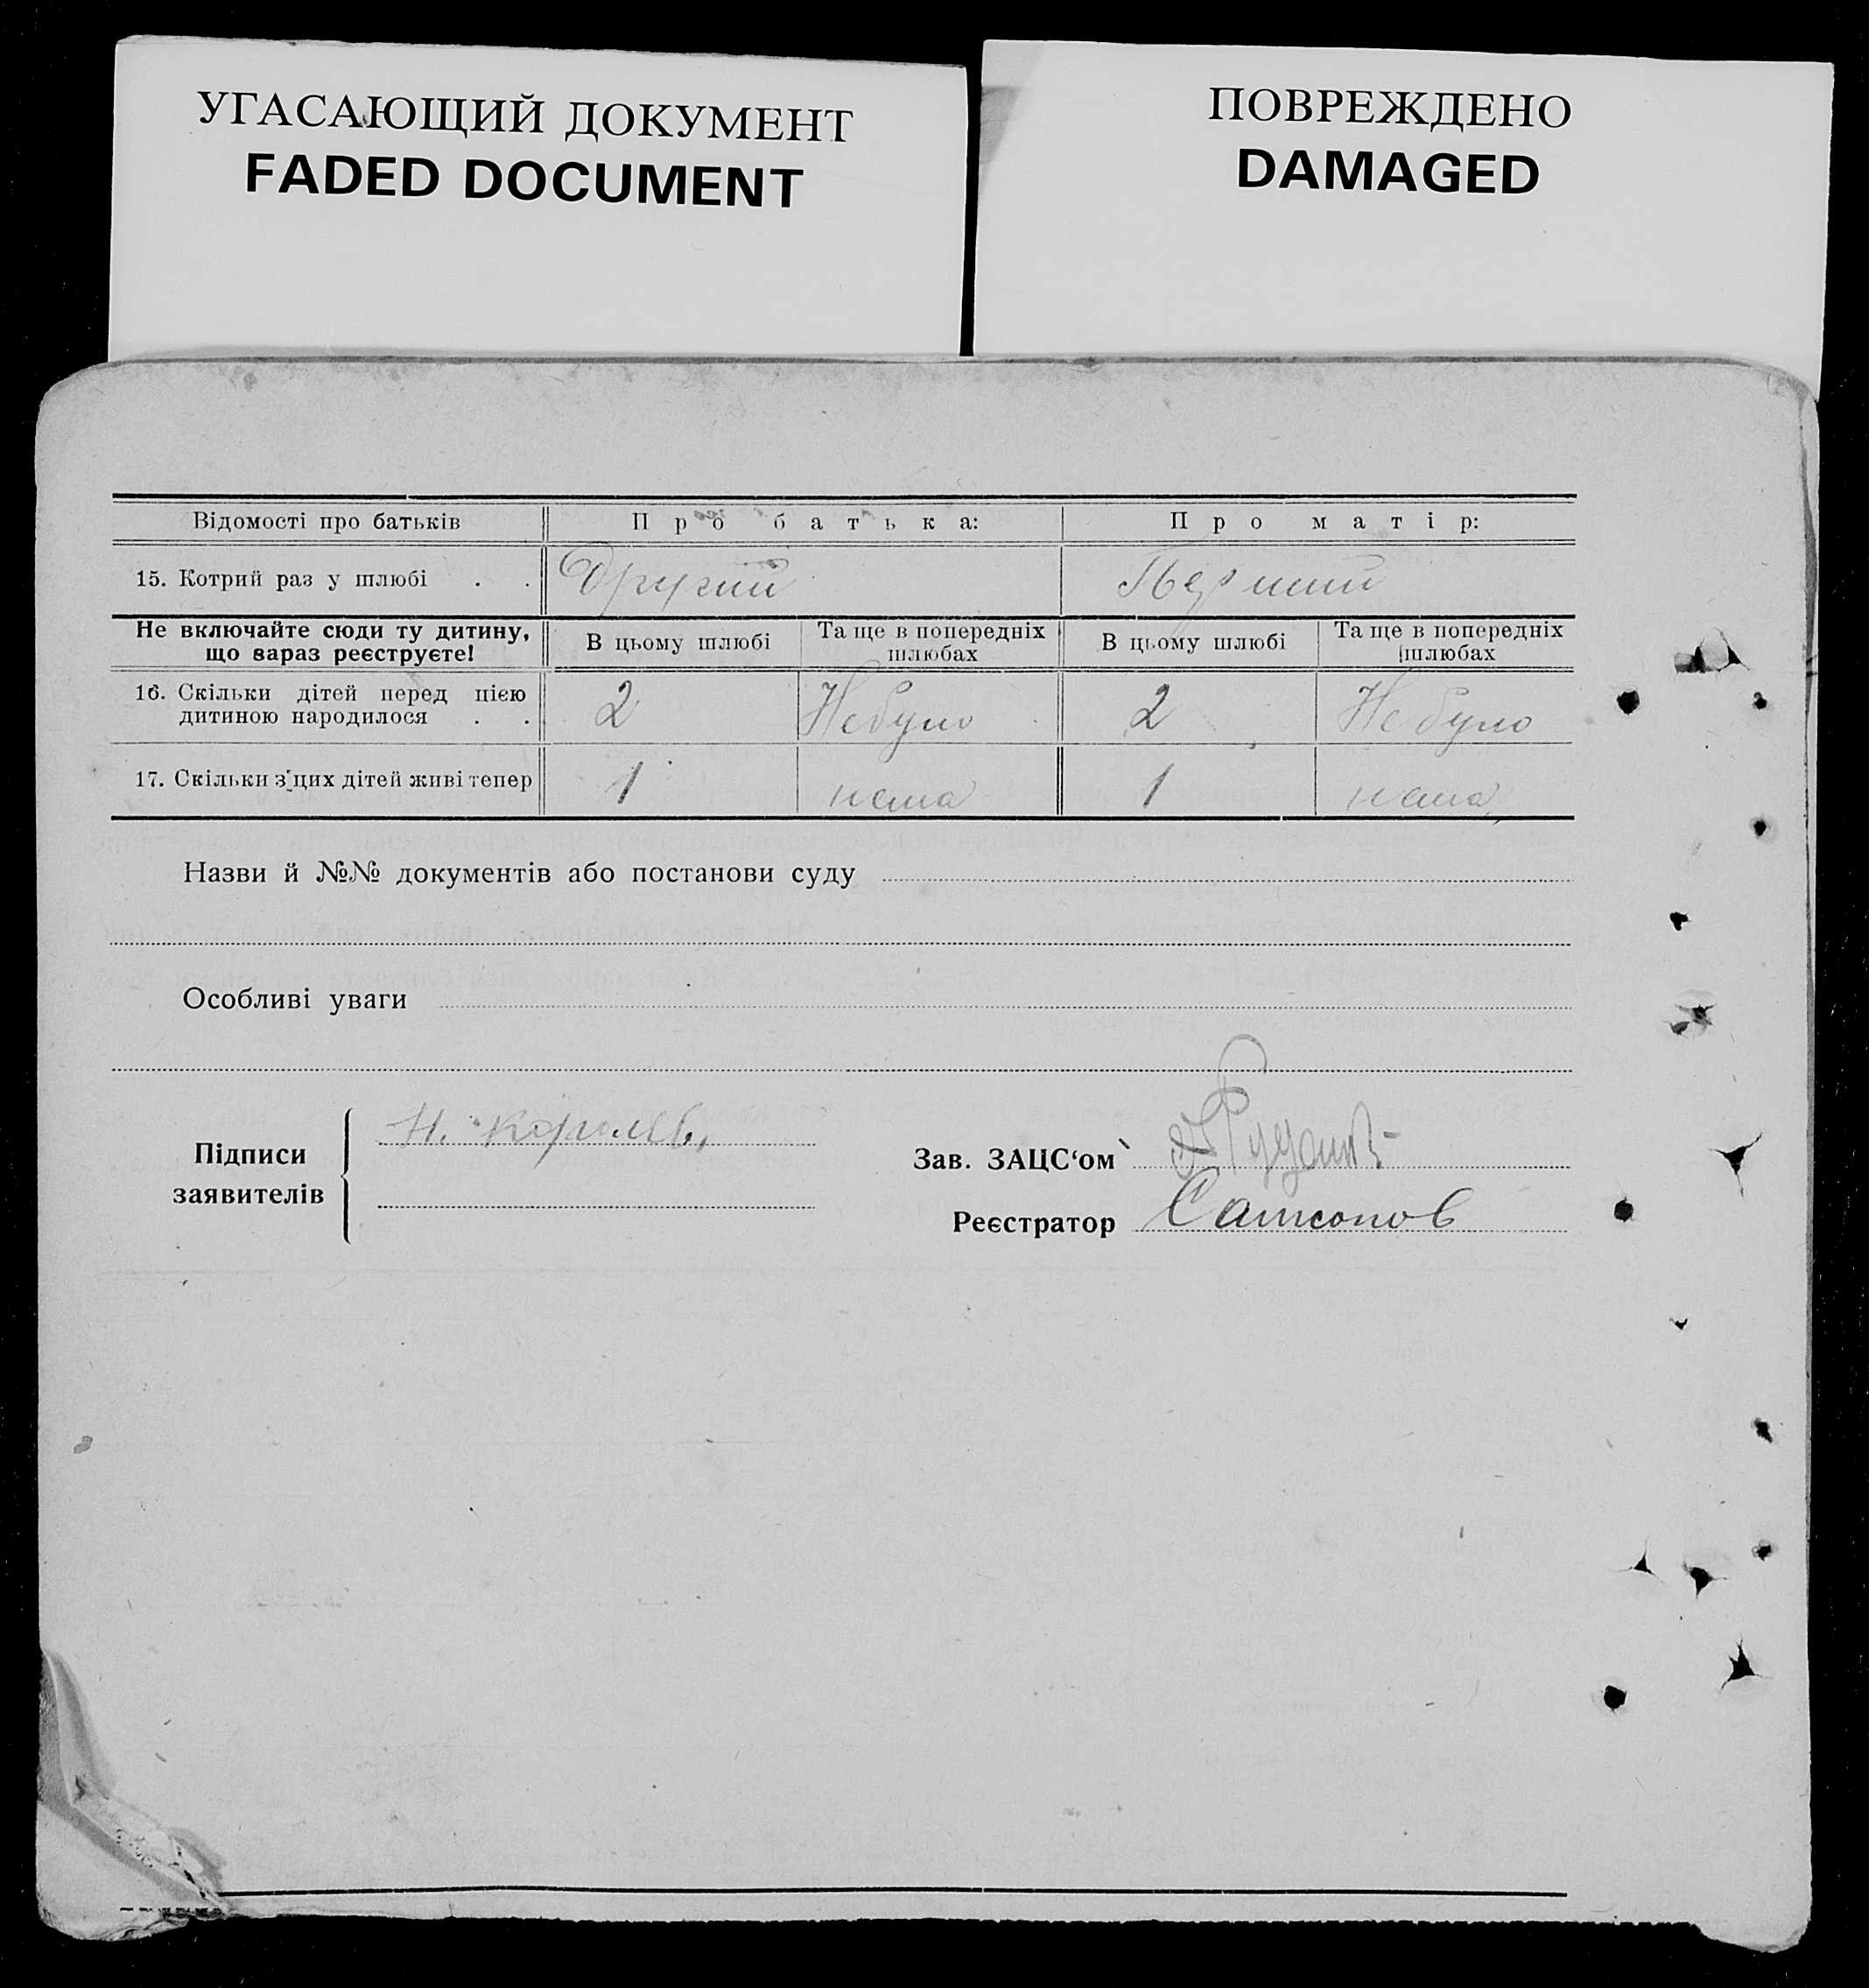 УГАСАЮЩИЙ ДОКУМЕНТ
FADED DOCUMENT
ПОВРЕЖДЕНО
DAMAGED
Відомості про батьків Про батька: Про матір:
15. Котрий раз у шлюбі . . Другий Перший
Не включайте сюди ту дитину, що вараз реєструєте! В цьому шлюбі Та ще в попередніх шлюбах В цьому шлюбі Та ще в попередніх шлюбах
16. Скільки дітей перед цією
дитиною народилося . . 2 Небуло 2 Не було
17. Скільки з цих дітей живі тепер 1 нема 1 нема
Назви й №№ документів або постанови суду
Особливі уваги
Підписи
заявителів
Н. Королев
Зав. ЗАЦС‘ом
Реєстратор Самсонов